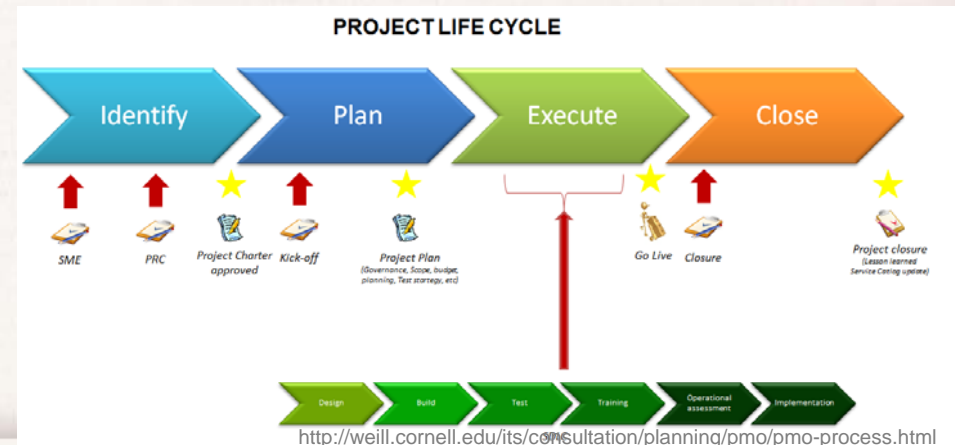 PROJECT LIFE CYCLE
Identify
Plan
Execute
Close
SME
PRC
Project Charter
approved
Kick-off
Project Plan
(Governance, Scope, budget,
planning, Test startegy, etc)
Go Live
Closure
Project closure
(Lesson learned
Service Catlog update)
Design
Build
Test
Training
Operational
assessment
Implementation
http://weill.cornell.edu/its/consultation/planning/pmo/pmo-process.html